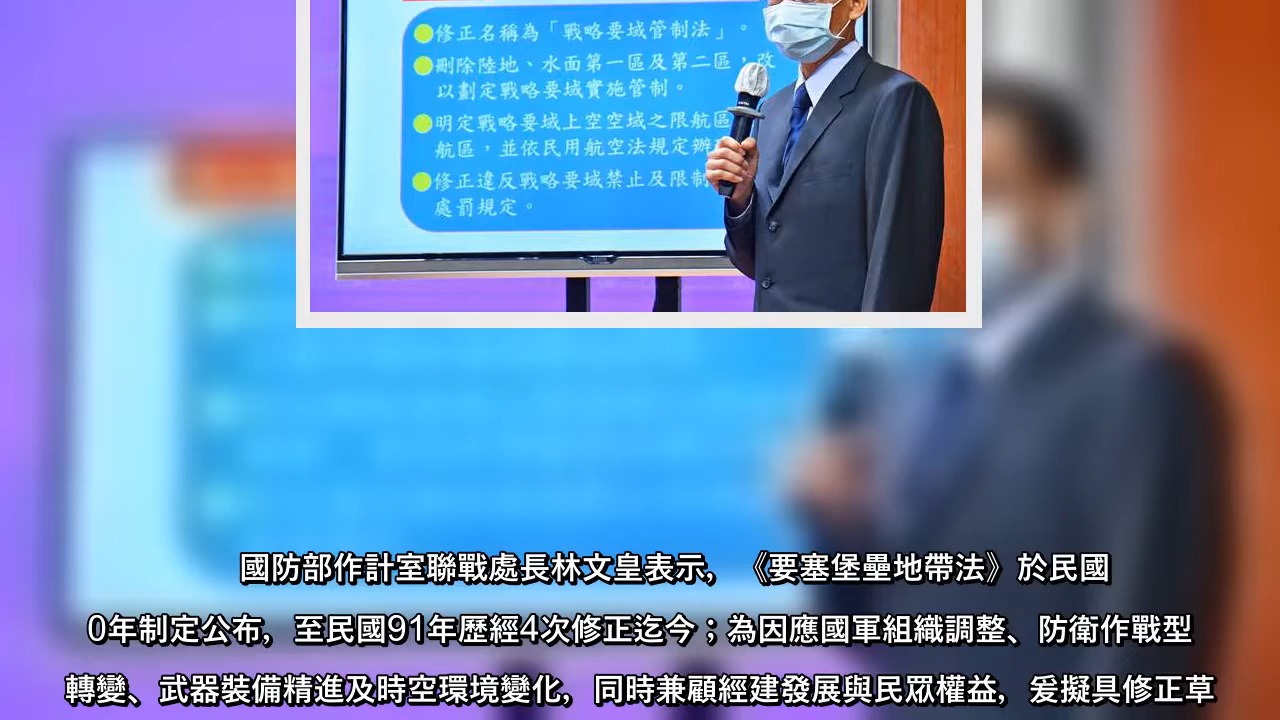 修正名稱為「戰略要域管制法」。
刪除陸地、水面第一區及第二區，改
以劃定戰略要域實施管制。
明定戰略要域上空空域之限航區
航區，並依民用航空法規定辦
修正違反戰略要域禁止及限制
處罰規定。
國防部作計室聯戰處長林文皇表示,《要塞堡壘地帶法》於民國
0年制定公布,至民國91年歷經4次修正迄今；為因應國軍組織調整、防衛作戰型
轉變、武器裝備精進及時空環境變化,同時兼顧經建發展與民眾權益,爰擬具修正草